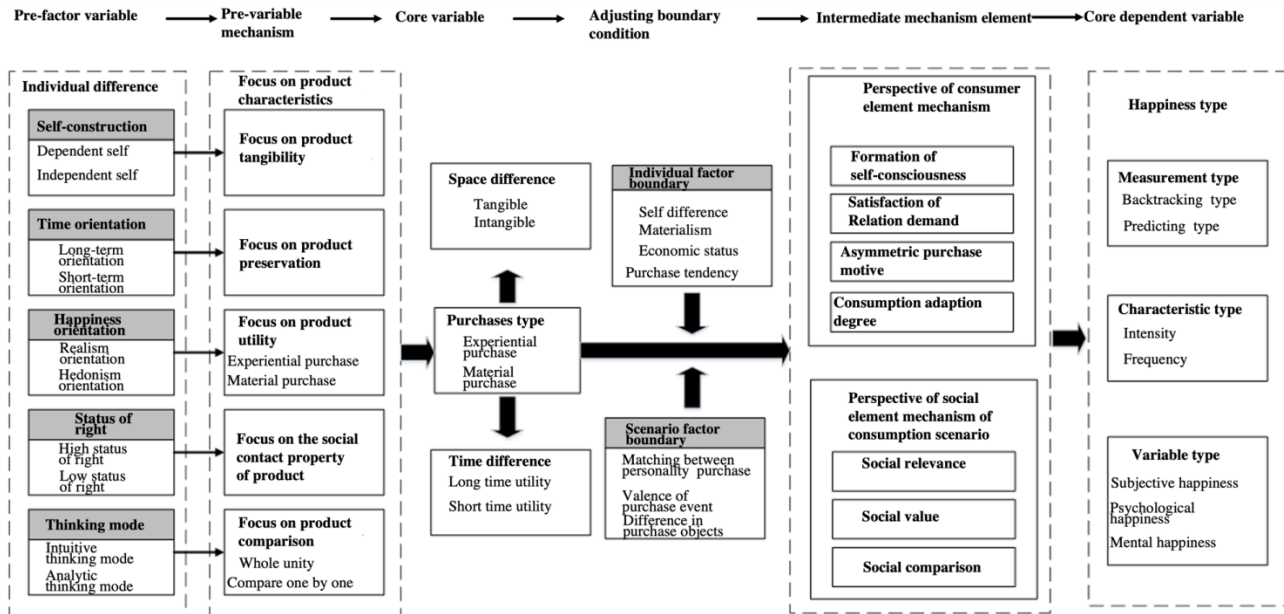 Pre-factor variable
Pre-variable
mechanism
Core variable
Adjusting boundary
condition
Intermediate mechanism element
Core dependent variable
Individual difference
Self-construction
Dependent self
Independent self
Time orientation
Long-term
orientation
Short-term
orientation
Happiness
orientation
Realism
orientation
Hedonism
orientation
Status of
right
High status
of right
Low status
of right
Thinking mode
Intuitive
thinking mode
Analytic
thinking mode
Focus on product
characteristics
Focus on product
tangibility
Focus on product
preservation
Focus on product
utility
Experiential purchase
Material purchase
Focus on the social
contact property
of product
Focus on product
comparison
Whole unity
Compare one by one
Space difference
Tangible
Intangible
Purchases type
Experiential
purchase
Material
purchase
Time difference
Long time utility
Short time utility
Individual factor
boundary
Self difference
Materialism
Economic status
Purchase tendency
Scenario factor
boundary
Matching between
personality purchase
Valence of
purchase event
Difference in
purchase objects
Perspective of consumer
element mechanism
Formation of
self-consciousness
Satisfaction of
Relation demand
Asymmetric purchase
motive
Consumption adaption
degree
Perspective of social
element mechanism of
consumption scenario
Social relevance
Social value
Social comparison
Happiness type
Measurement type
Backtracking type
Predicting type
Characteristic type
Intensity
Frequency
Variable type
Subjective happiness
Psychological
happiness
Mental happiness